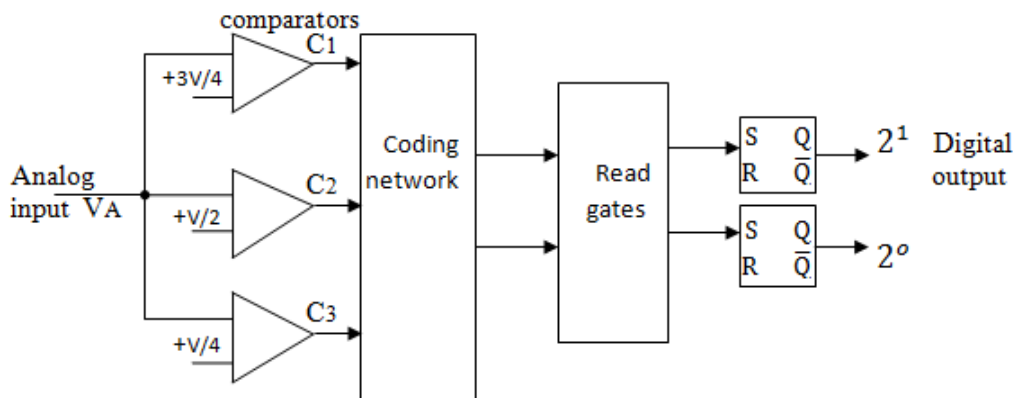 comparators
C1
+3V/4
Coding
network
C2
+V/2
C3
+V/4
Analog
input VA
Read
gates
S Q
R Q̅
S Q
R Q̅
2¹
2⁰
Digital
output